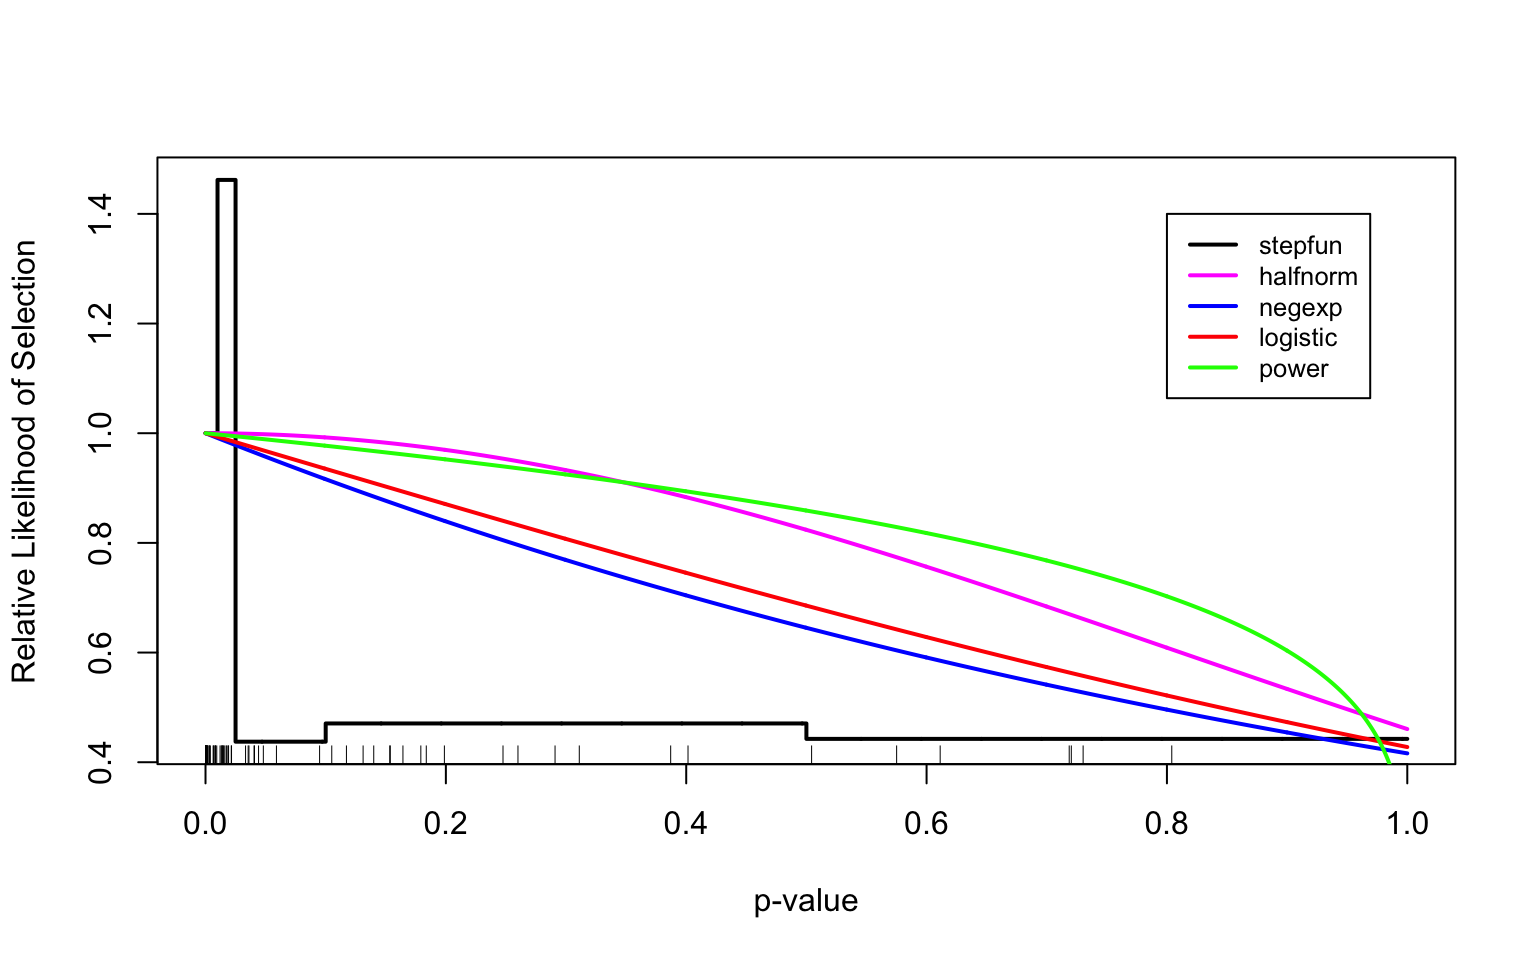 Relative Likelihood of Selection
1.4
1.2
1.0
0.8
0.6
0.4
stepfun
halfnorm
negexp
logistic
power
0.0 0.2 0.4 0.6 0.8 1.0
p-value